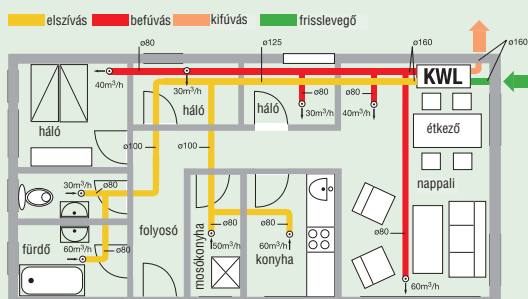 elszívás befúvás kifúvás frisslevegő
ø80 ø125 ø160 ø160
KWL
40m³/h 30m³/h ø80 ø80
háló háló 30m³/h 40m³/h
háló étkező
ø100 ø100
30m³/h ø80 nappali
ø80 ø80
fürdő folyosó mosókonyha ø80
60m³/h ø80 50m³/h 60m³/h
konyha
60m³/h